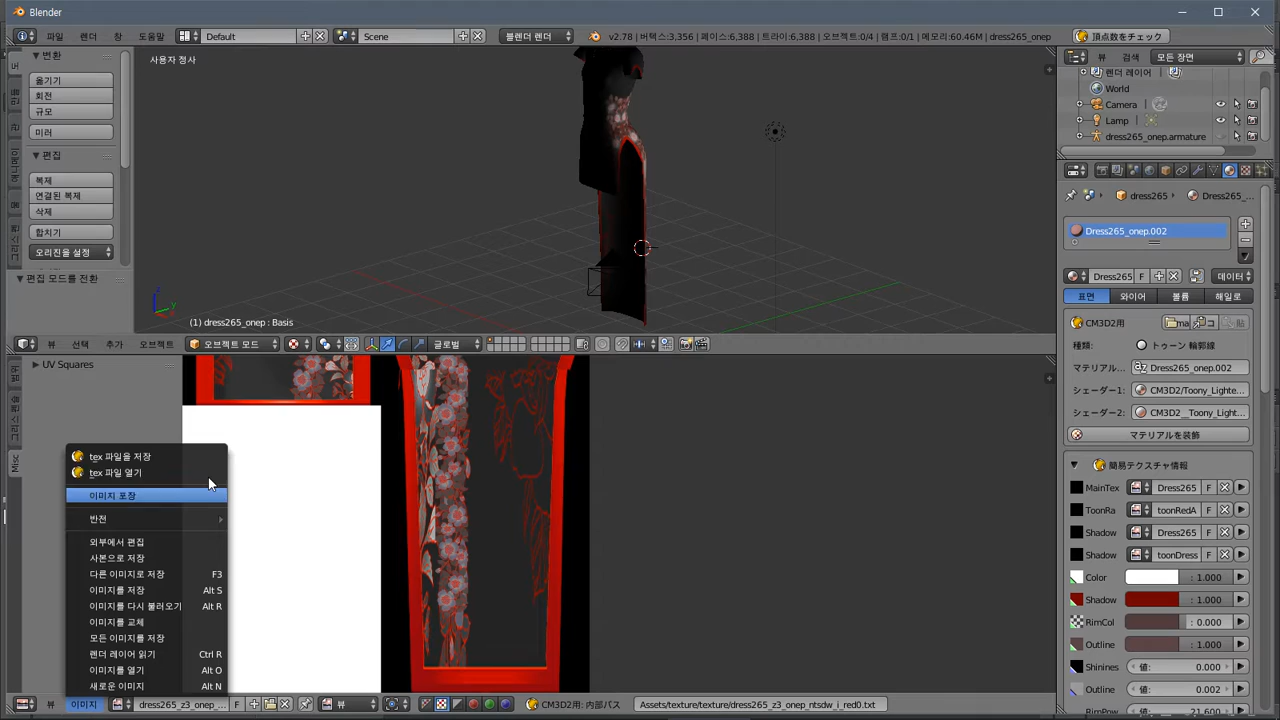 Blender
파일
렌더
창
도움말
Default
Scene
블렌더 렌더
v2.78 | 버텍스:3,356 | 페이스:6,388 | 트라이:6,388 | 오브젝트:0/4 | 램프:0/1 | 메모리:60.46M | dress265_onep
頂点数をチェック
변환
옮기기
회전
규모
미러
편집
복제
연결된 복제
삭제
합치기
오리진을 설정
편집 모드를 전환
사용자 정사
(1) dress265_onep : Basis
뷰
선택
추가
오브젝트
오브젝트 모드
글로벌
뷰
검색
모든 장면
렌더 레이어
World
Camera
Lamp
dress265_onep.armature
dress265
Dress265_...
Dress265_onep.002
Dress265
F
데이터
표면
와이어
볼륨
해일로
CM3D2用
ma
コ
貼
種類:
トゥーン 輪郭線
マテリアル...
Dress265_onep.002
シェーダー1:
CM3D2/Toony_Lighte...
シェーダー2:
CM3D2__Toony_Light...
マテリアルを装飾
簡易テクスチャ情報
MainTex
Dress265
F
ToonRa
toonRedA
F
Shadow
Dress265
F
Shadow
toonDress
F
Color
: 1.000
Shadow
: 1.000
RimCol
: 0.000
Outline
: 1.000
Shinines
値:
0.000
Outline
値:
0.002
RimPow
UV Squares
Misc
tex 파일을 저장
tex 파일 열기
이미지 포장
반전
외부에서 편집
사본으로 저장
다른 이미지로 저장
F3
이미지를 저장
Alt S
이미지를 다시 불러오기
Alt R
이미지를 교체
모든 이미지를 저장
렌더 레이어 읽기
Ctrl R
이미지를 열기
Alt O
새로운 이미지
Alt N
뷰
이미지
dress265_z3_onep_...
F
뷰
CM3D2用: 内部パス
Assets/texture/texture/dress265_z3_onep_ntsdw_i_red0.txt